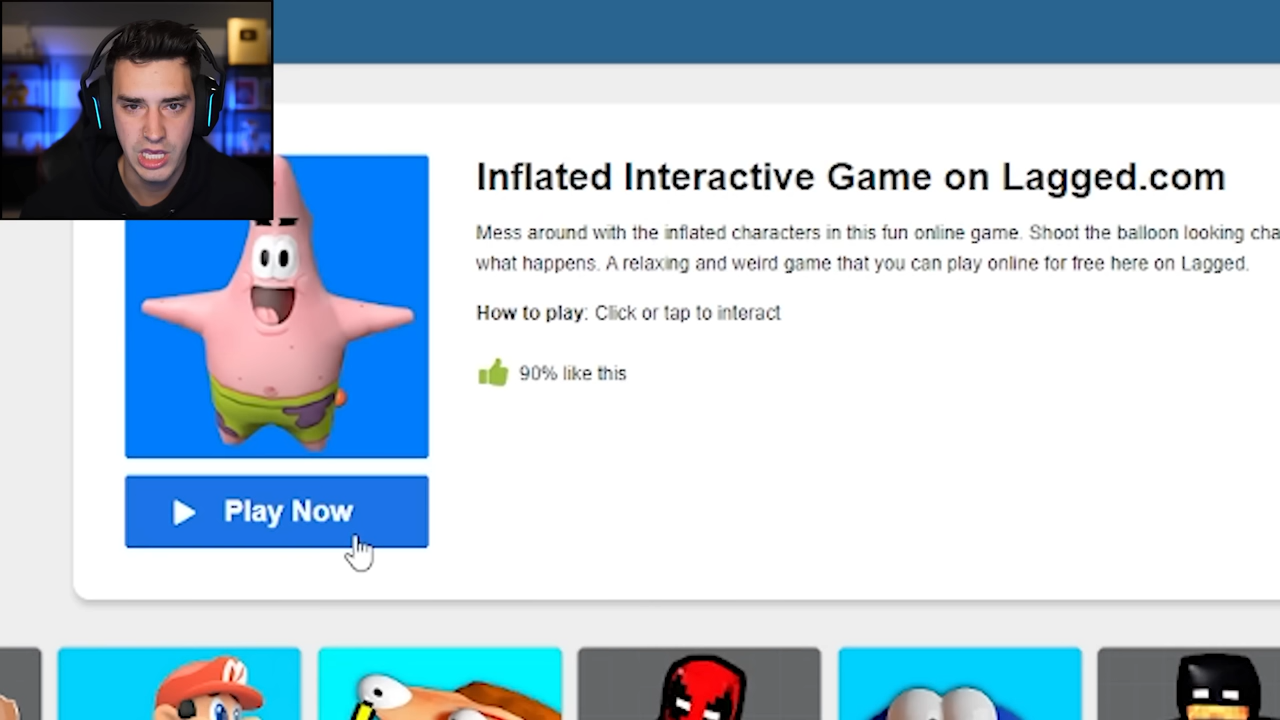 Inflated Interactive Game on Lagged.com
Mess around with the inflated characters in this fun online game. Shoot the balloon looking cha
what happens. A relaxing and weird game that you can play online for free here on Lagged.
How to play: Click or tap to interact
90% like this
Play Now
M